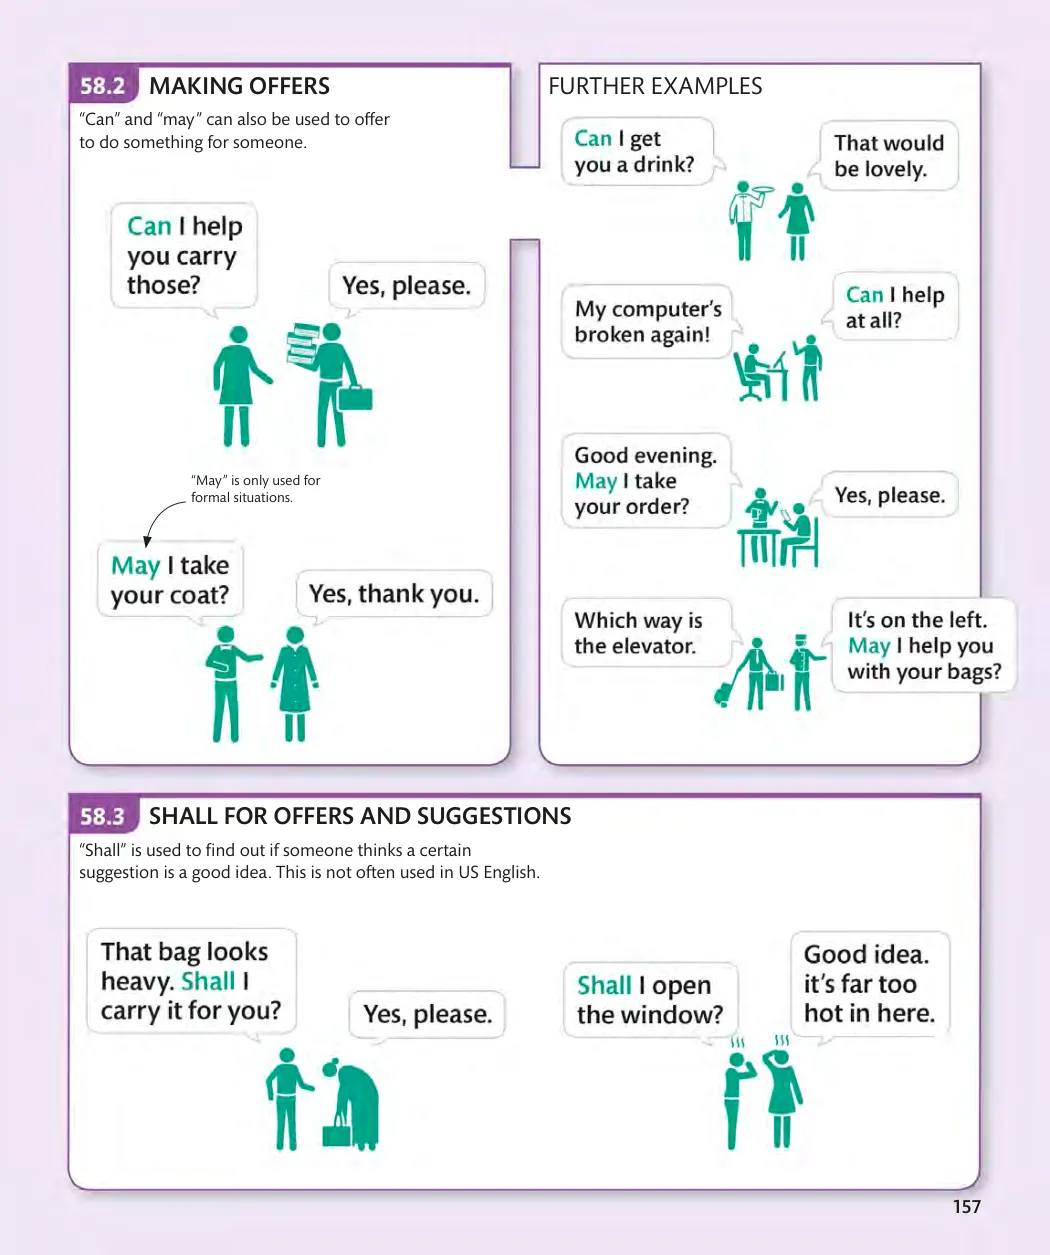 58.2 MAKING OFFERS
“Can” and “may” can also be used to offer
to do something for someone.
Can I help
you carry
those?
Yes, please.
“May” is only used for
formal situations.
May I take
your coat?
Yes, thank you.
FURTHER EXAMPLES
Can I get
you a drink?
That would
be lovely.
My computer’s
broken again!
Can I help
at all?
Good evening.
May I take
your order?
Yes, please.
Which way is
the elevator.
It’s on the left.
May I help you
with your bags?
58.3 SHALL FOR OFFERS AND SUGGESTIONS
“Shall” is used to find out if someone thinks a certain
suggestion is a good idea. This is not often used in US English.
That bag looks
heavy. Shall I
carry it for you?
Yes, please.
Shall I open
the window?
Good idea.
it’s far too
hot in here.
157